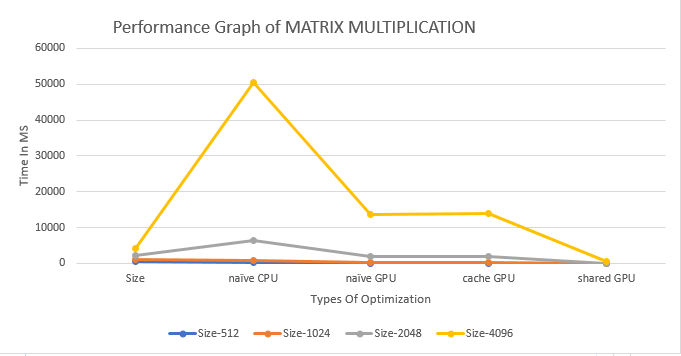 Performance Graph of MATRIX MULTIPLICATION
60000
50000
40000
30000
20000
10000
0
Time In MS
Size naïve CPU naïve GPU cache GPU shared GPU
Types Of Optimization
Size-512 Size-1024 Size-2048 Size-4096